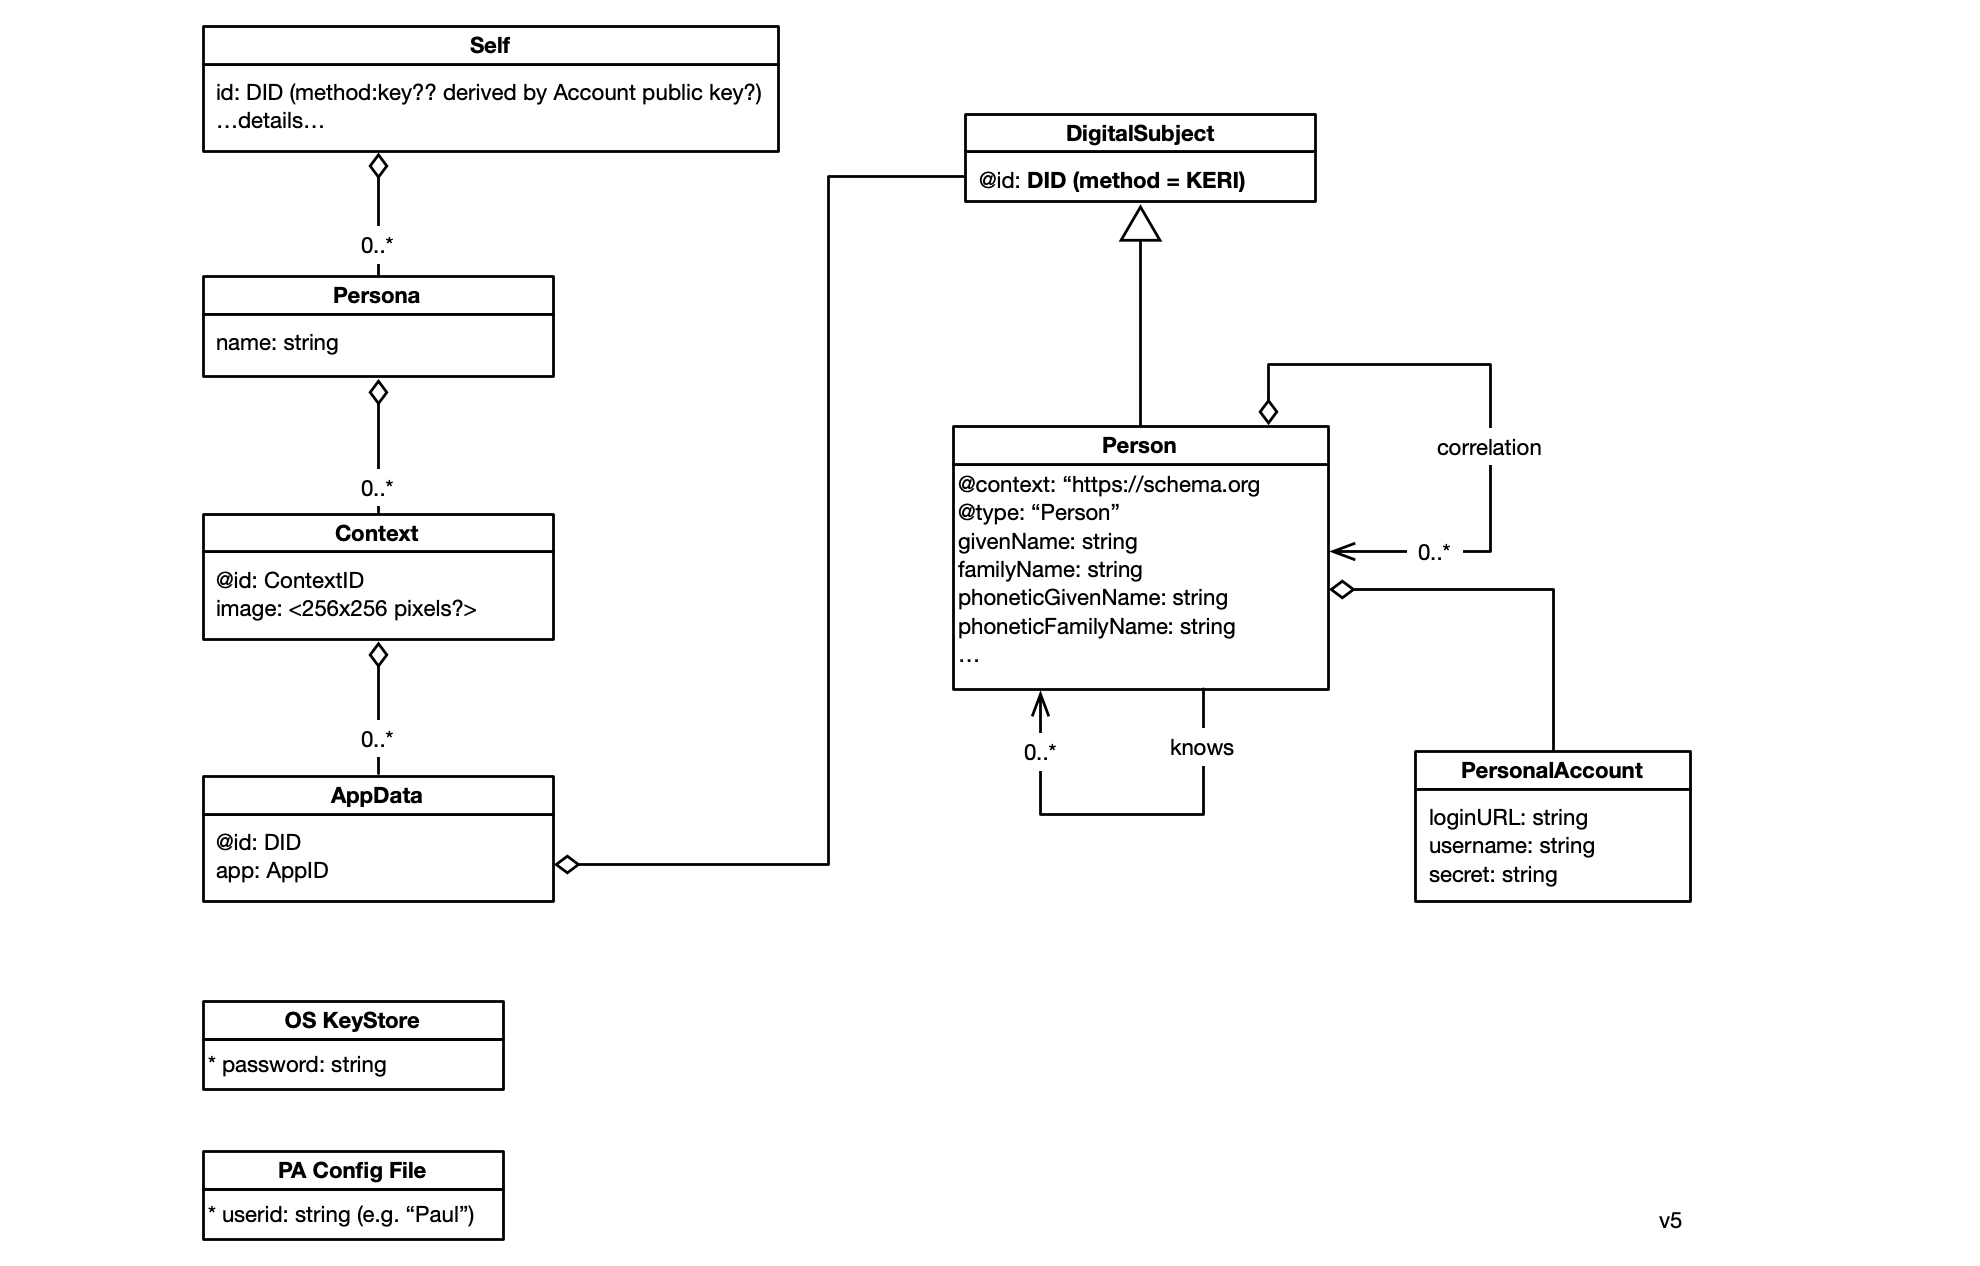 Self
id: DID (method:key?? derived by Account public key?)
…details…
0..*
Persona
name: string
0..*
Context
@id: ContextID
image: <256x256 pixels?>
0..*
AppData
@id: DID
app: AppID
DigitalSubject
@id: DID (method = KERI)
Person
@context: “https://schema.org
@type: “Person”
givenName: string
familyName: string
phoneticGivenName: string
phoneticFamilyName: string
…
correlation
0..*
0..*
knows
PersonalAccount
loginURL: string
username: string
secret: string
OS KeyStore
* password: string
PA Config File
* userid: string (e.g. “Paul”)
v5